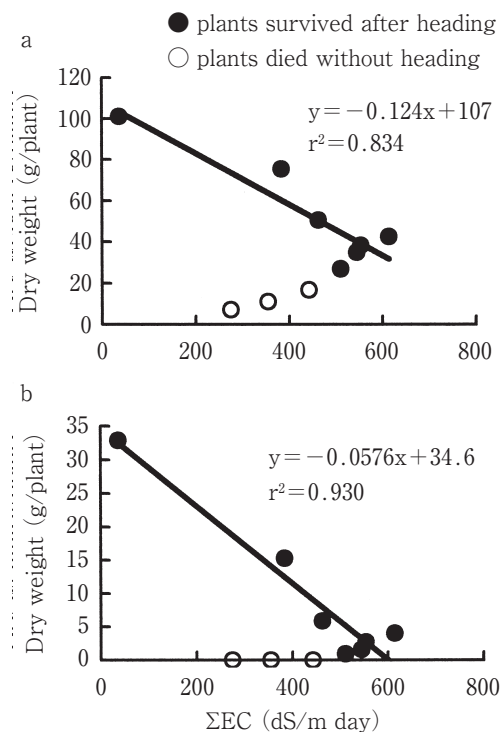 ● plants survived after heading
○ plants died without heading
a
120
100
80
60
40
20
0
y=−0.124x+107
r²=0.834
Dry weight (g/plant)
0 200 400 600 800
b
35
30
25
20
15
10
5
0
y=−0.0576x+34.6
r²=0.930
Dry weight (g/plant)
0 200 400 600 800
ΣEC (dS/m day)